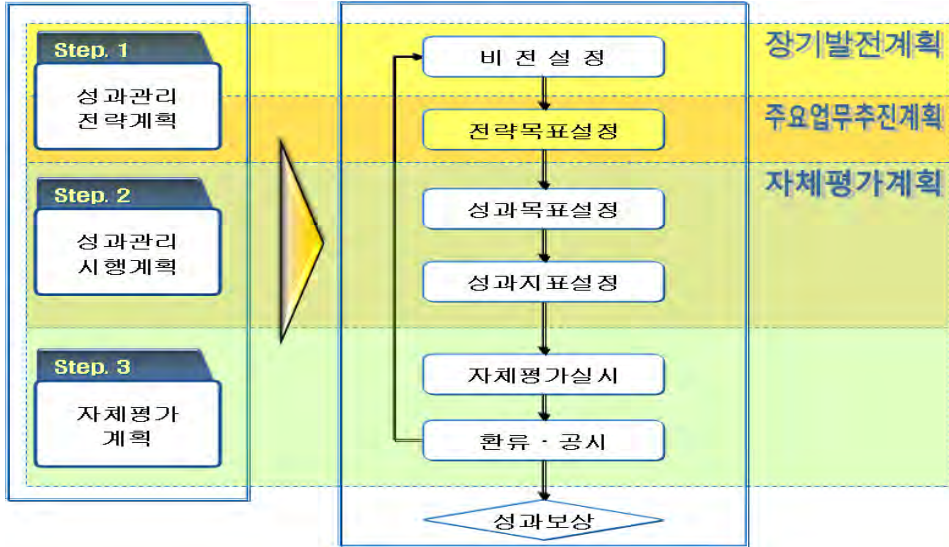 Step. 1
성과관리
전략계획
Step. 2
성과관리
시행계획
Step. 3
자체평가
계획
비 전 설 정
전략목표설정
성과목표설정
성과지표설정
자체평가실시
환류 · 공시
성과보상
장기발전계획
주요업무추진계획
자체평가계획